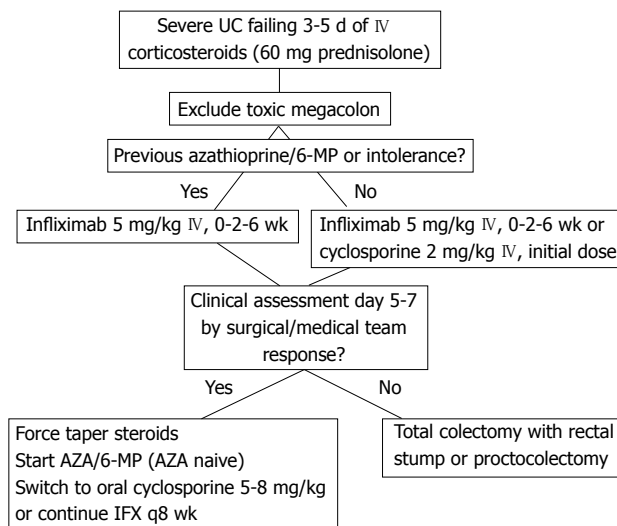 Severe UC failing 3-5 d of Ⅳ
corticosteroids (60 mg prednisolone)
Exclude toxic megacolon
Previous azathioprine/6-MP or intolerance?
Yes
No
Infliximab 5 mg/kg Ⅳ, 0-2-6 wk
Infliximab 5 mg/kg Ⅳ, 0-2-6 wk or
cyclosporine 2 mg/kg Ⅳ, initial dose
Clinical assessment day 5-7
by surgical/medical team
response?
Yes
No
Force taper steroids
Start AZA/6-MP (AZA naive)
Switch to oral cyclosporine 5-8 mg/kg
or continue IFX q8 wk
Total colectomy with rectal
stump or proctocolectomy